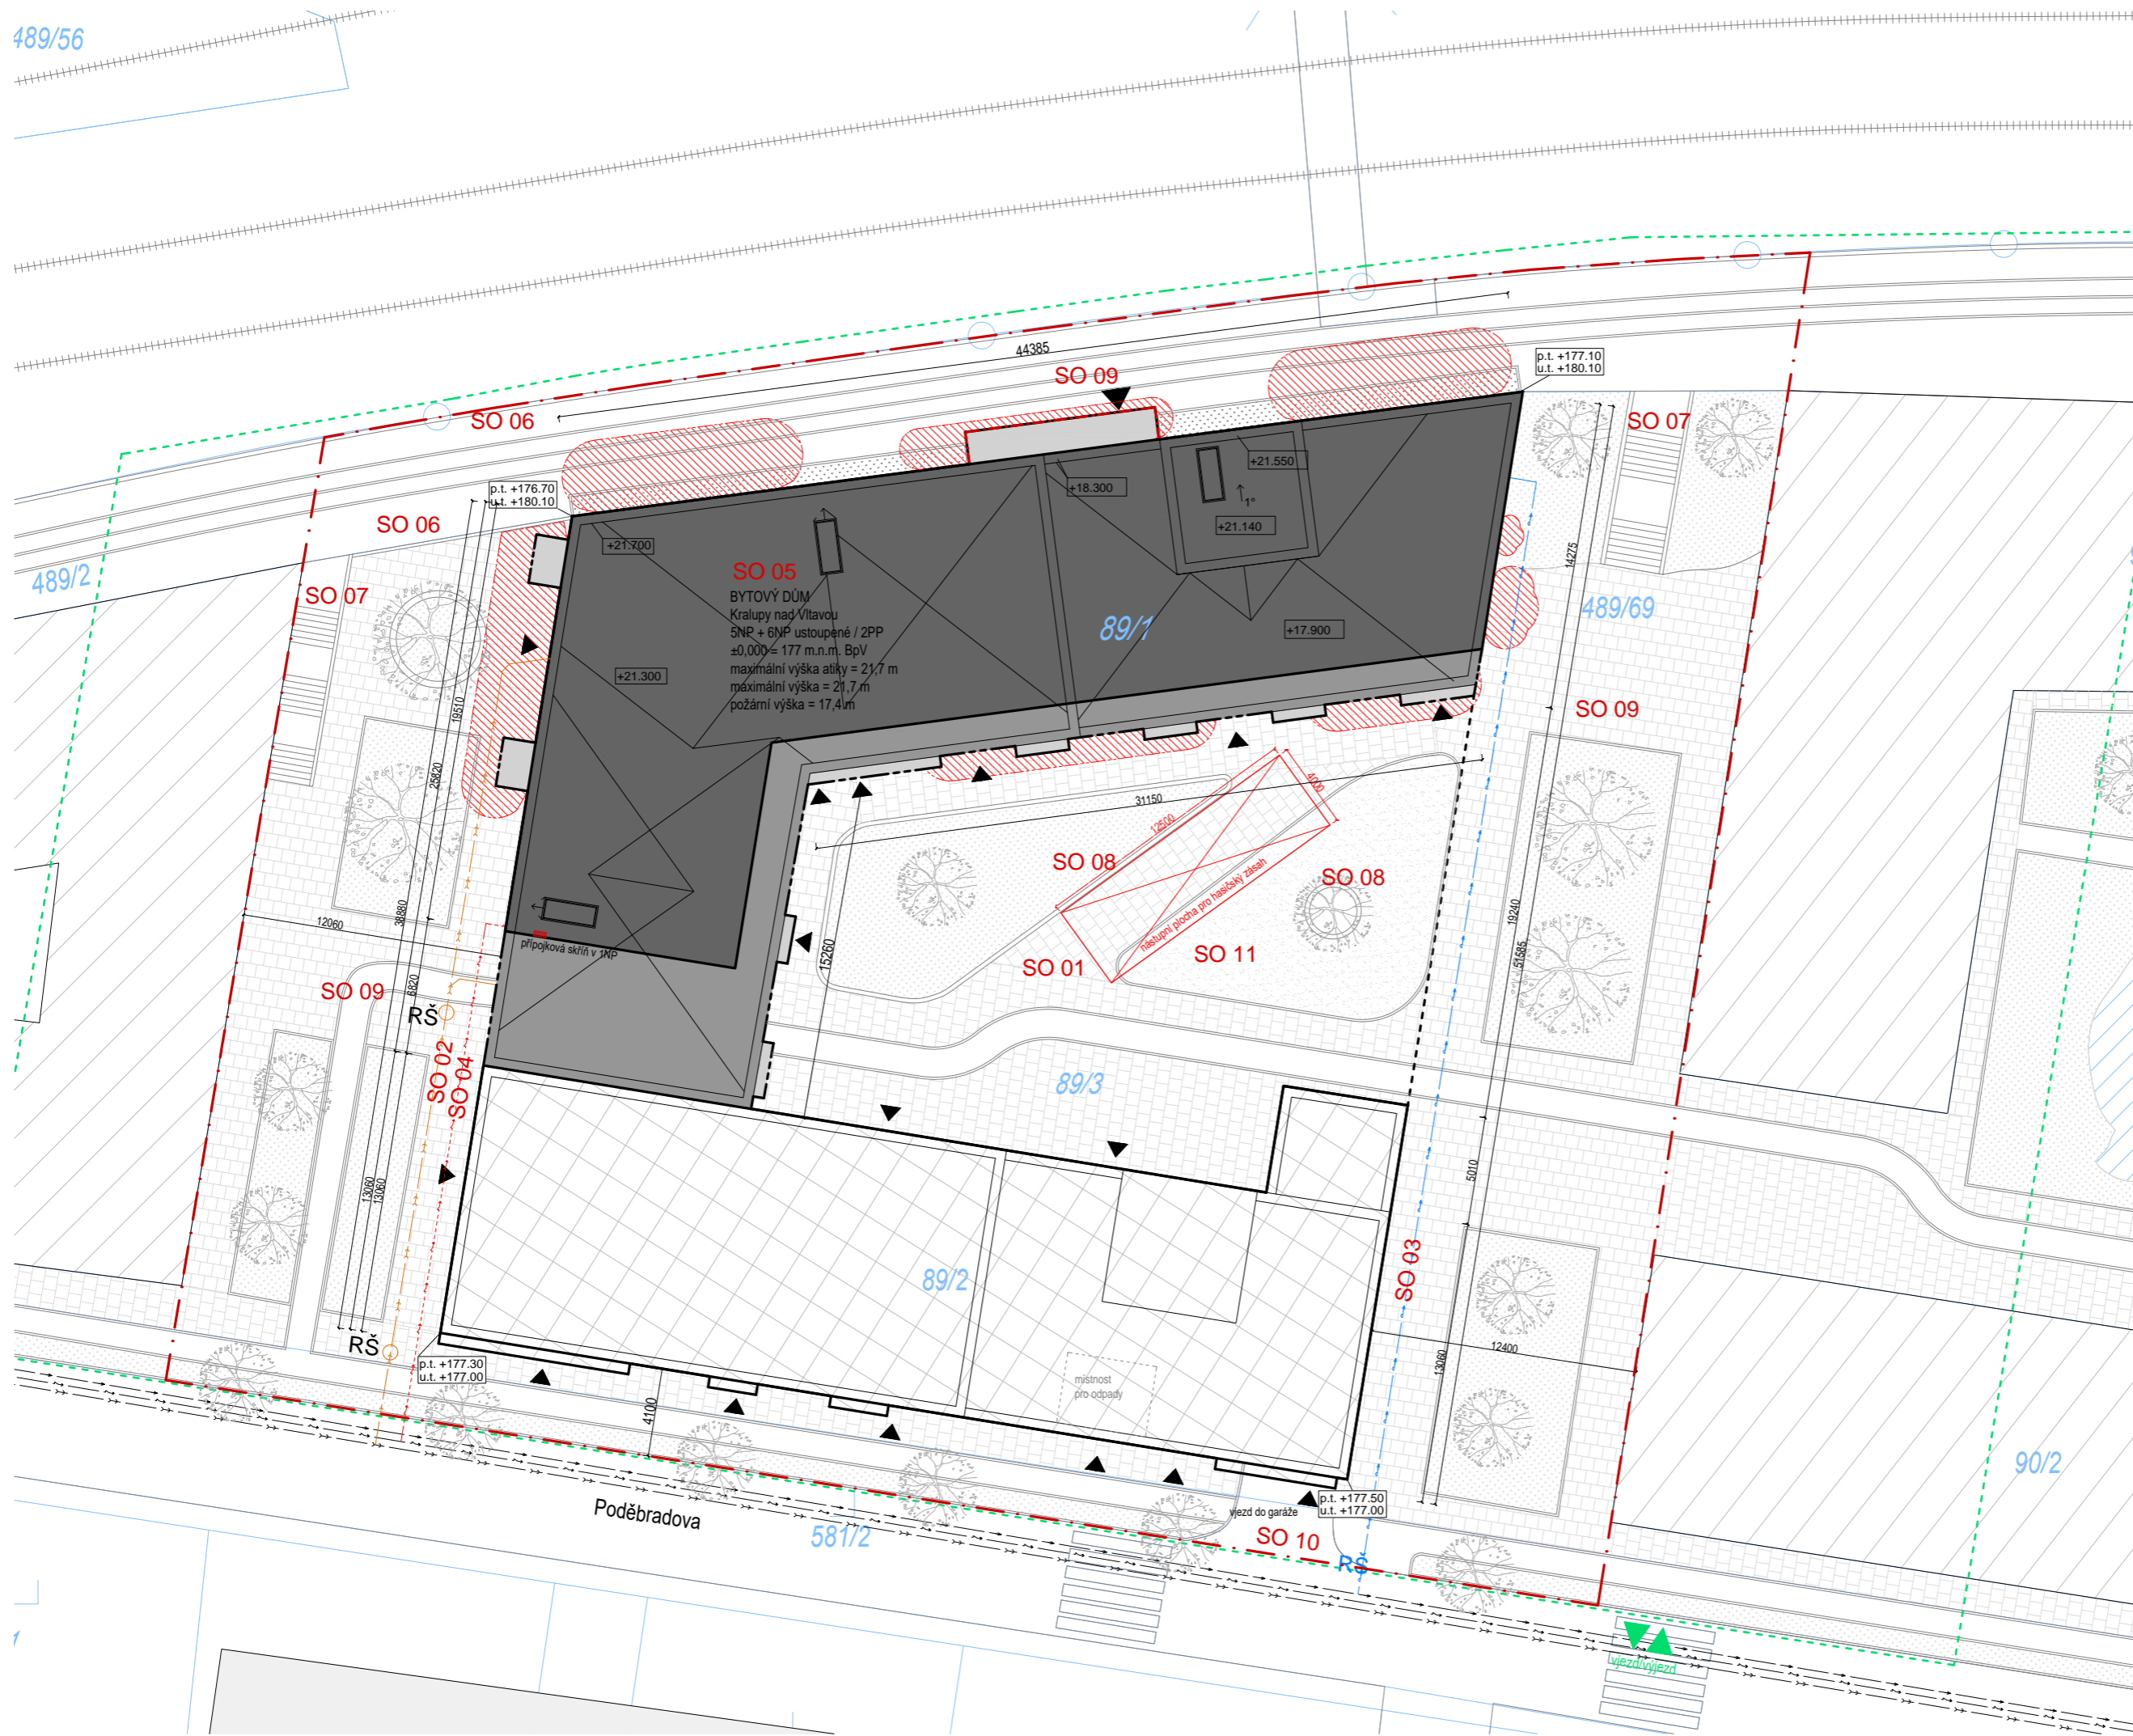 489/56
44385
SO 09
p.t. +177.10
u.t. +180.10
SO 06
SO 07
+21.550
+18.300
1°
+21.140
p.t. +176.70
u.t. +180.10
SO 06
+21.700
14275
489/2
SO 07
SO 05
BYTOVÝ DŮM
Kralupy nad Vltavou
5NP + 6NP ustoupené / 2PP
±0,000 = 177 m.n.m. BpV
maximální výška atiky = 21,7 m
maximální výška = 21,7 m
požární výška = 17,4 m
89/1
+17.900
489/69
+21.300
19510
SO 09
25820
4000
31150
12500
SO 08
SO 08
nástupní plocha pro hasičský zásah
12060
38880
19240
51585
přípojková skříň v 1NP
15260
SO 01
SO 11
SO 09
6820
RŠ
SO 02
SO 04
89/3
5010
13060
13060
89/2
SO 03
RŠ
p.t. +177.30
u.t. +177.00
12400
13060
místnost
pro odpady
4100
90/2
p.t. +177.50
u.t. +177.00
vjezd do garáže
Poděbradova
581/2
SO 10
RŠ
vjezd/výjezd